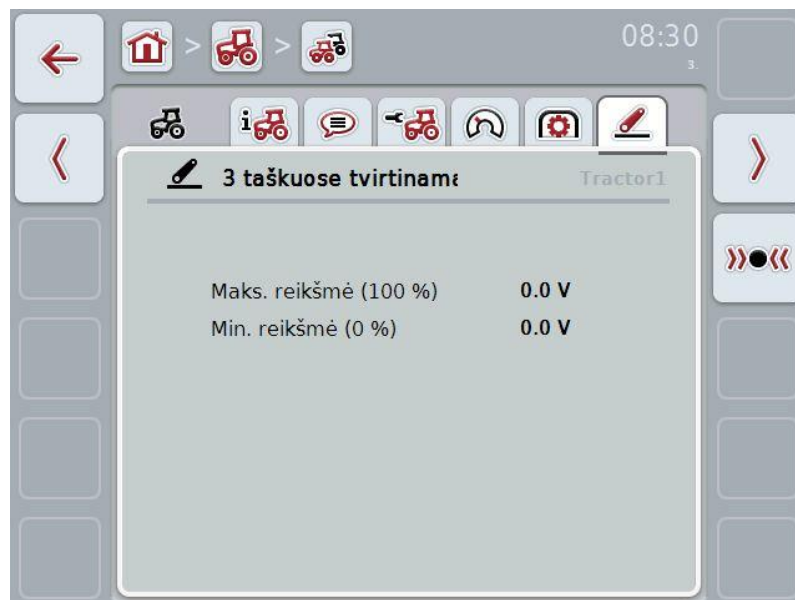 08:30
3.
3 taškuose tvirtinama
Tractor1
Maks. reikšmė (100 %) 0.0 V
Min. reikšmė (0 %) 0.0 V